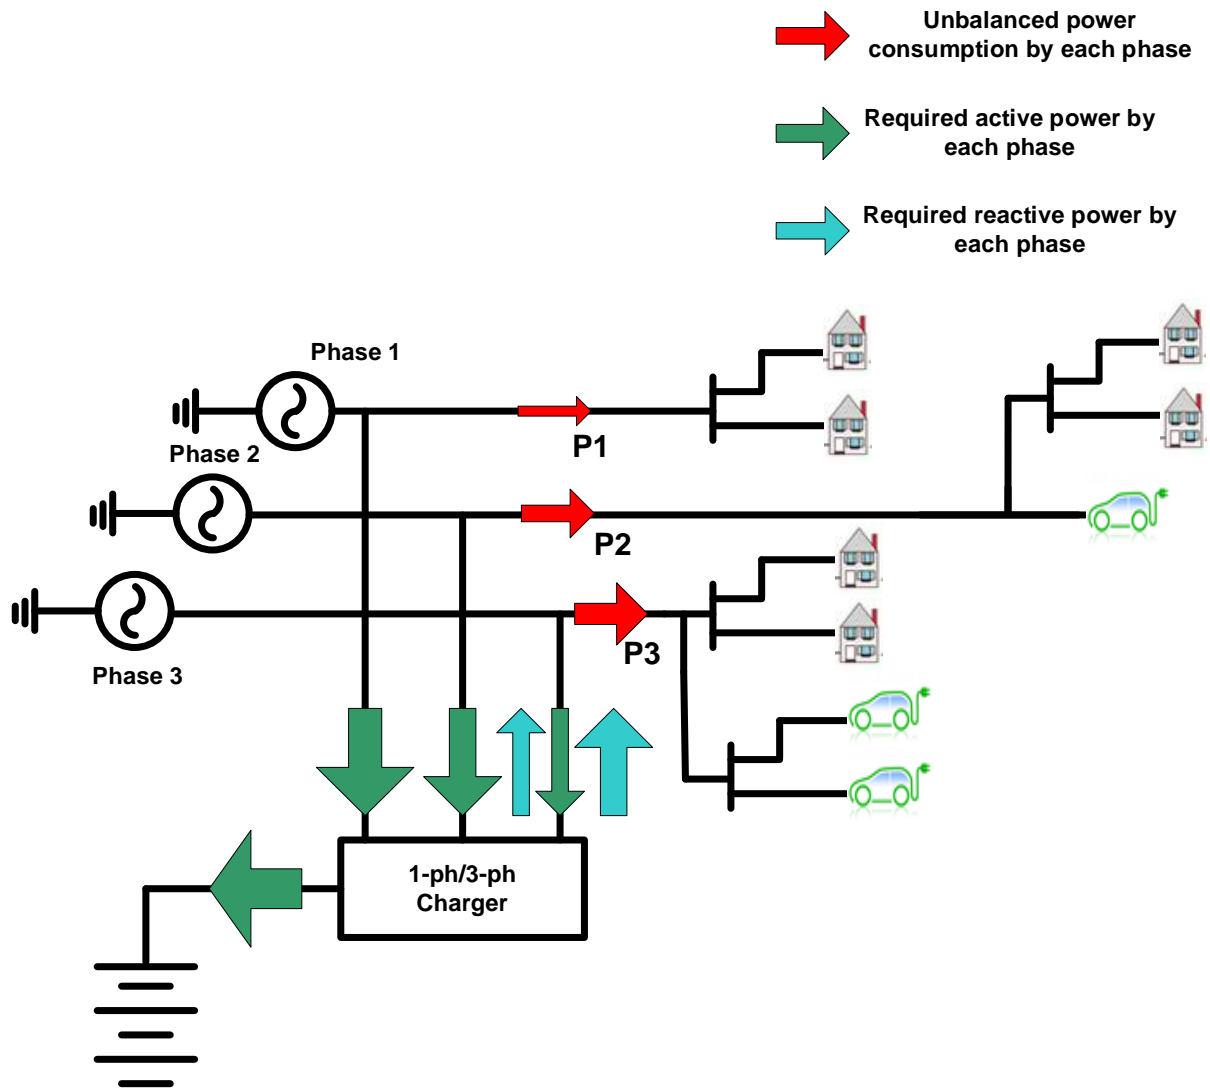 Unbalanced power
consumption by each phase
Required active power by
each phase
Required reactive power by
each phase
Phase 1
P1
Phase 2
P2
Phase 3
P3
1-ph/3-ph
Charger